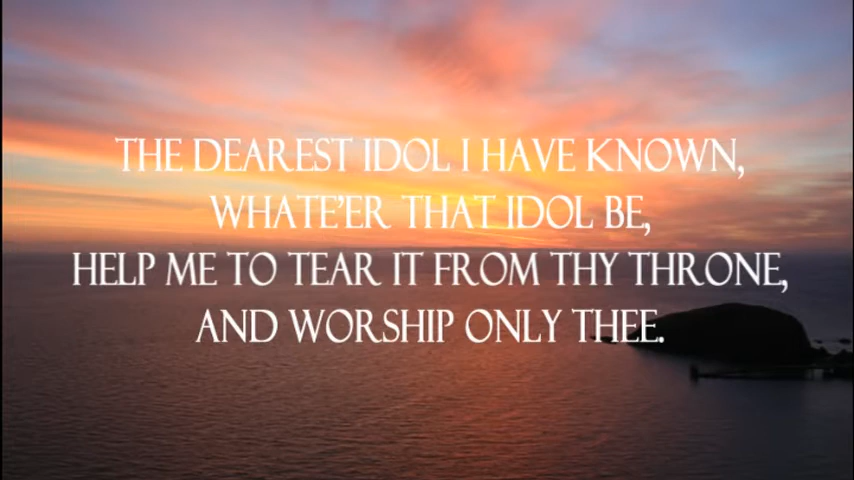 THE DEAREST IDOL I HAVE KNOWN,
WHATE'ER THAT IDOL BE,
HELP ME TO TEAR IT FROM THY THRONE,
AND WORSHIP ONLY THEE.